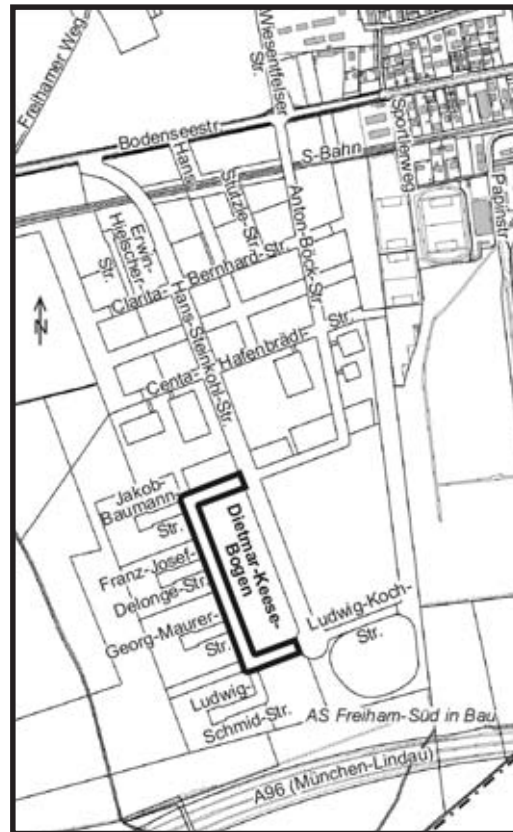 Freihamer Weg
Wiesentfelser
Str.
Bodenseestr.
S-Bahn
Sportlerweg
Papinstr.
Hans-
Stützle-Str.
Anton-Böck-Str.
Erwin-
Hielscher-
Str.
Clarita-
Bernhard-
Str.
Hans-Steinkohl-Str.
Centa-
Hafenbrädl-
Str.
N
Jakob-
Baumann-
Str.
Dietmar-Keese-
Bogen
Franz-Josef-
Delonge-Str.
Georg-Maurer-
Str.
Ludwig-Koch-
Str.
Ludwig-
Schmid-Str.
AS Freiham-Süd in Bau
A96 (München-Lindau)